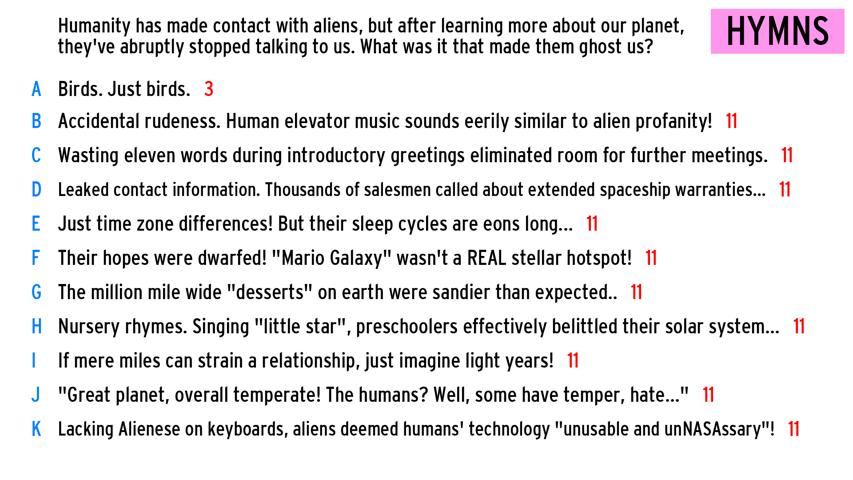 Humanity has made contact with aliens, but after learning more about our planet,
they've abruptly stopped talking to us. What was it that made them ghost us?
HYMNS
A Birds. Just birds. 3
B Accidental rudeness. Human elevator music sounds eerily similar to alien profanity! 11
C Wasting eleven words during introductory greetings eliminated room for further meetings. 11
D Leaked contact information. Thousands of salesmen called about extended spaceship warranties... 11
E Just time zone differences! But their sleep cycles are eons long... 11
F Their hopes were dwarfed! "Mario Galaxy" wasn't a REAL stellar hotspot! 11
G The million mile wide "desserts" on earth were sandier than expected.. 11
H Nursery rhymes. Singing "little star", preschoolers effectively belittled their solar system... 11
I If mere miles can strain a relationship, just imagine light years! 11
J "Great planet, overall temperate! The humans? Well, some have temper, hate..." 11
K Lacking Alienese on keyboards, aliens deemed humans' technology "unusable and unNASAssary"! 11